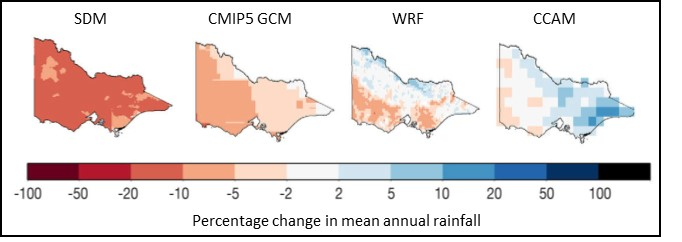 SDM CMIP5 GCM WRF CCAM
-100 -50 -20 -10 -5 -2 2 5 10 20 50 100
Percentage change in mean annual rainfall